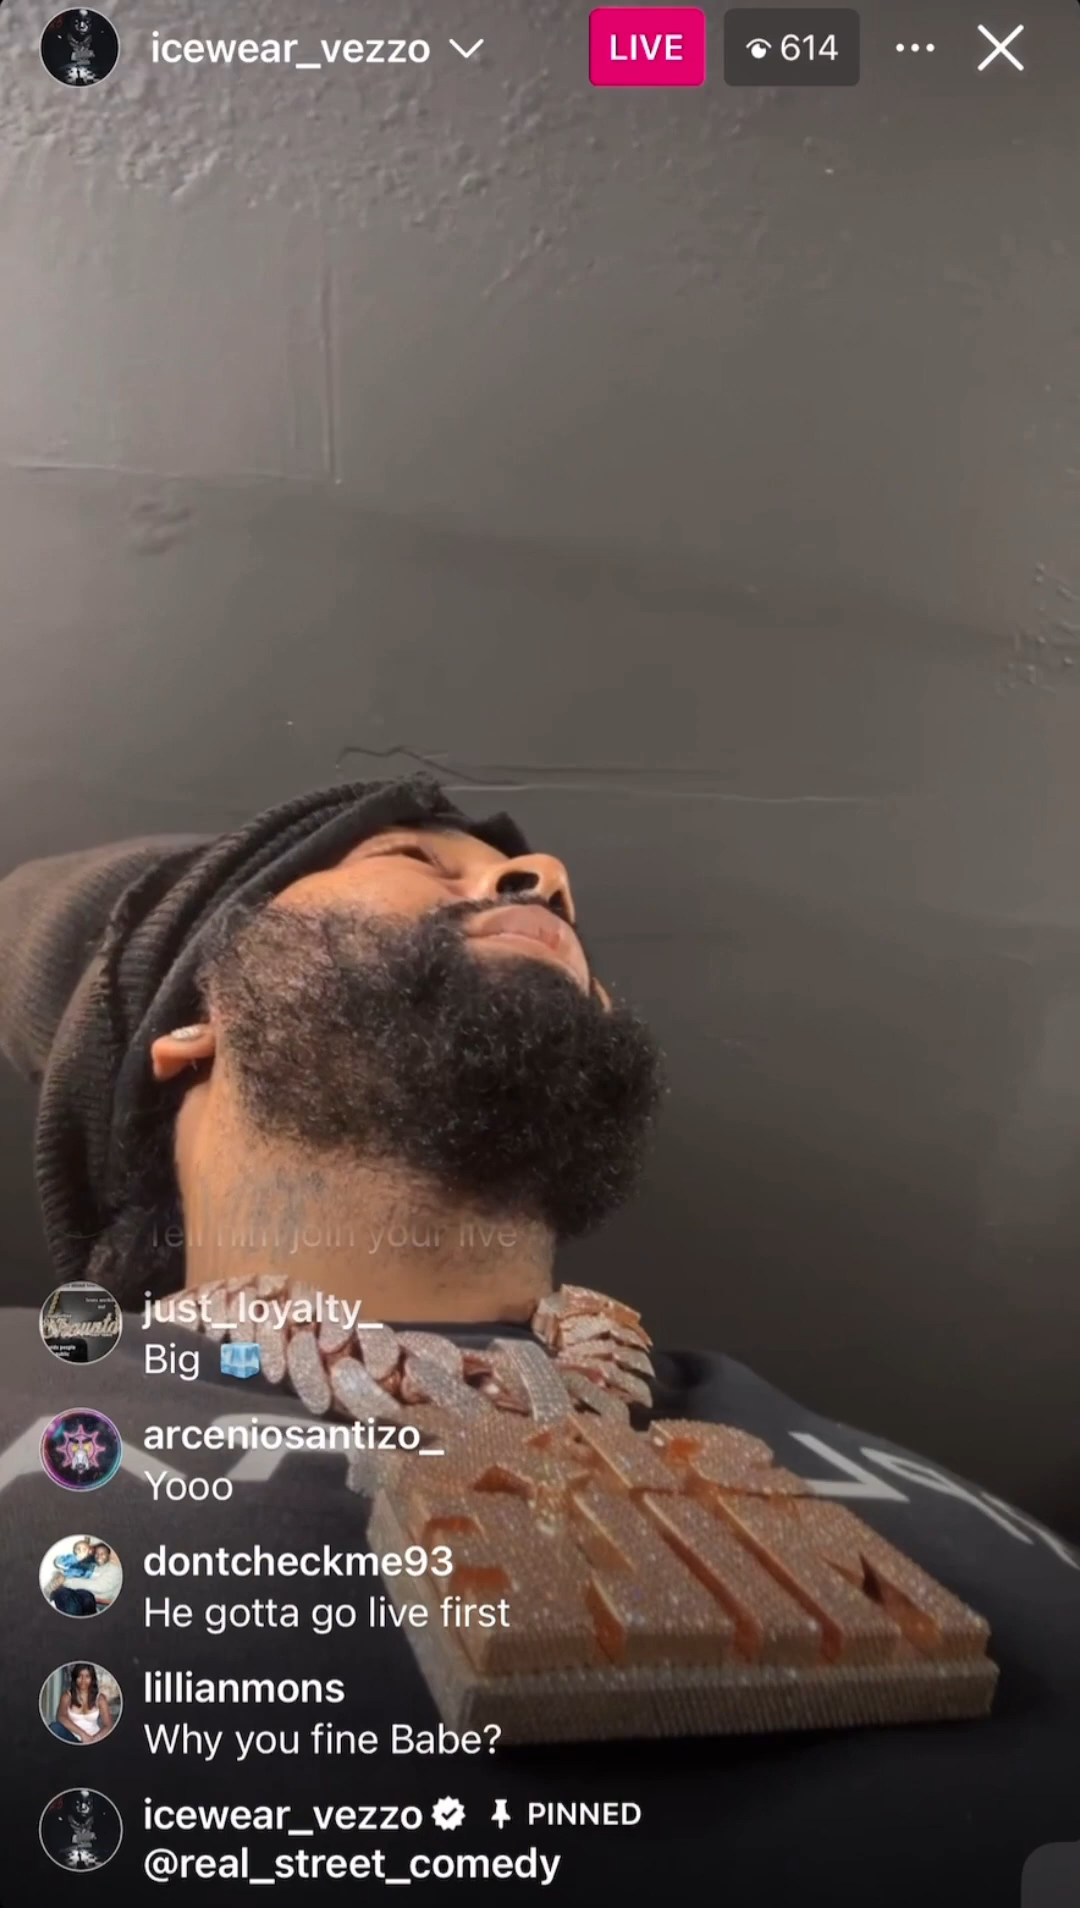 icewear_vezzo
LIVE
614
Tell him join your live
just_loyalty_
Big
arceniosantizo_
Yooo
dontcheckme93
He gotta go live first
lillianmons
Why you fine Babe?
icewear_vezzo PINNED
@real_street_comedy